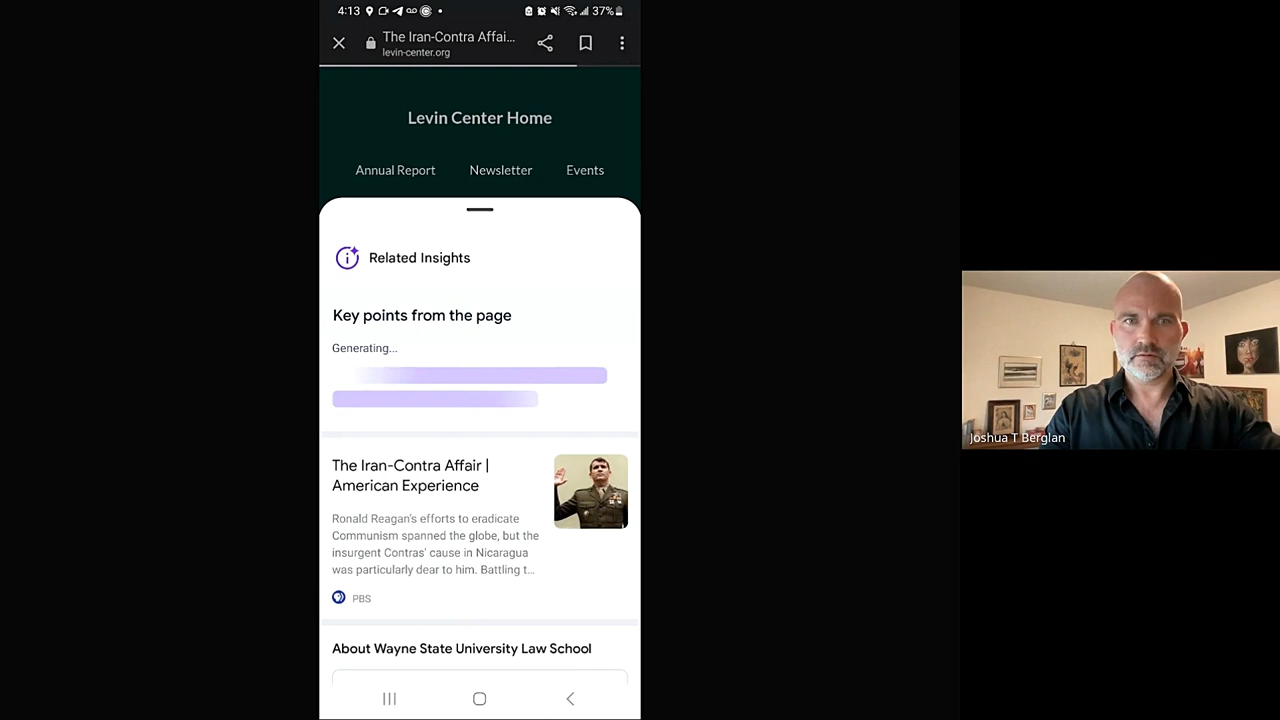 4:13
37%
The Iran-Contra Affai...
levin-center.org
Levin Center Home
Annual Report Newsletter Events
Related Insights
Key points from the page
Generating...
The Iran-Contra Affair |
American Experience
Ronald Reagan's efforts to eradicate
Communism spanned the globe, but the
insurgent Contras' cause in Nicaragua
was particularly dear to him. Battling t...
PBS
About Wayne State University Law School
Joshua T Berglan